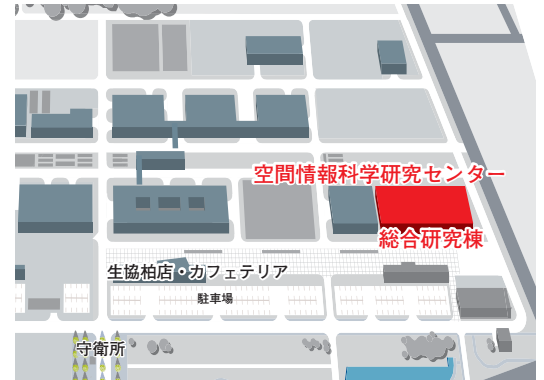 空間情報科学研究センター
総合研究棟
生協柏店・カフェテリア
駐車場
守衛所